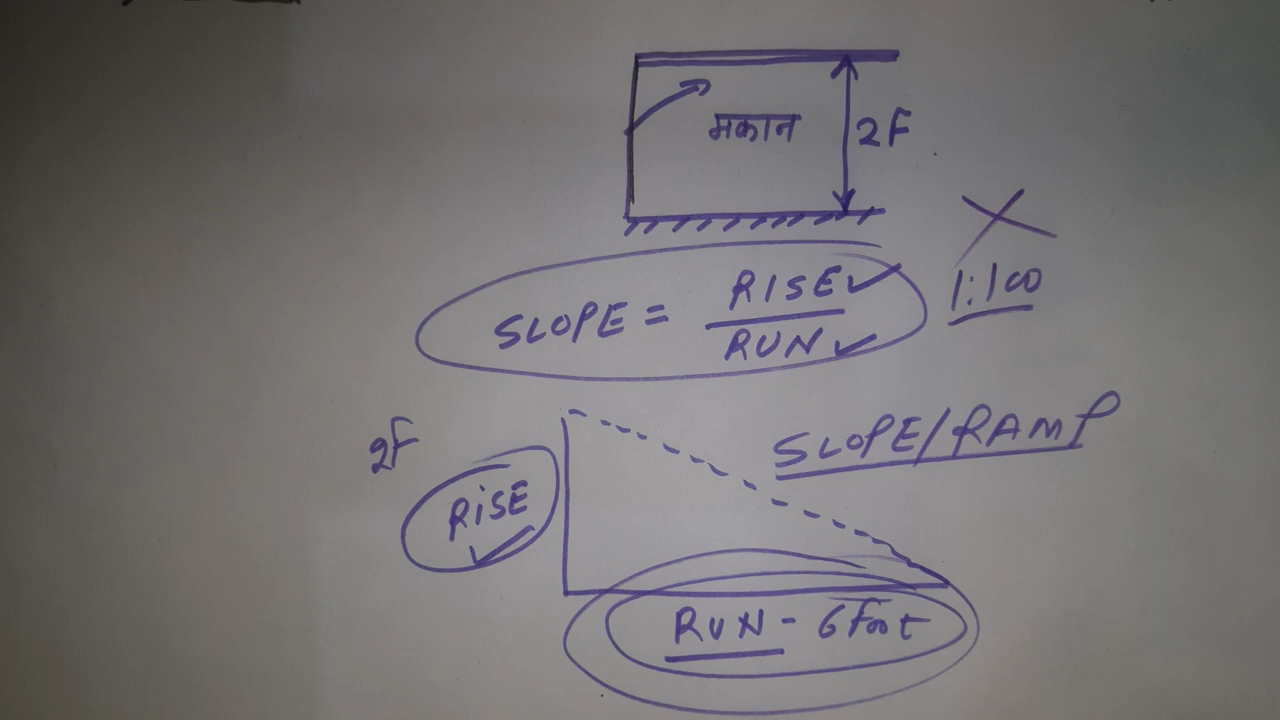 मकान
2F
SLOPE = RISE
RUN
1:100
2F
SLOPE/RAMP
RISE
RUN - 6 Foot